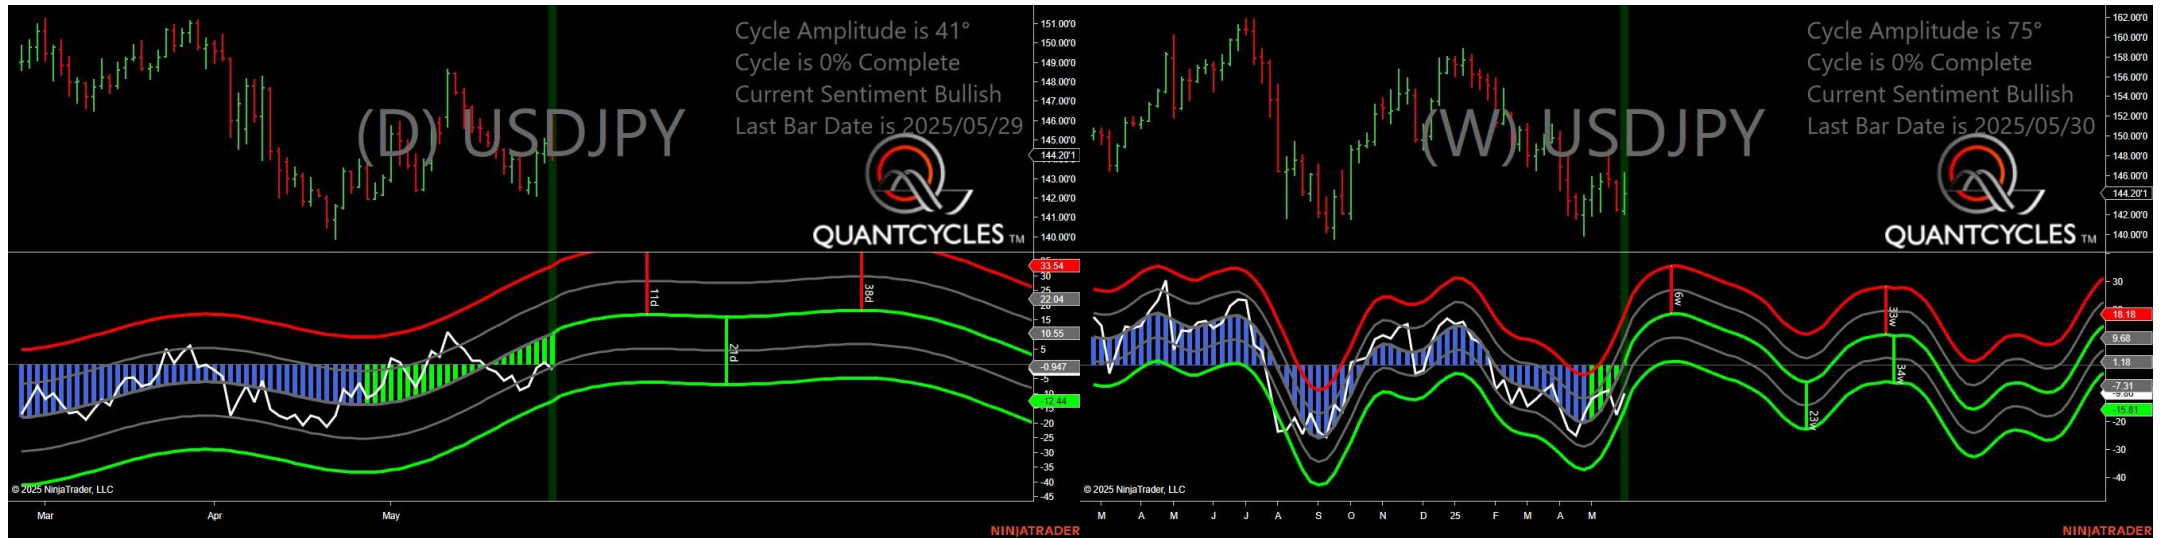 Cycle Amplitude is 41°
Cycle is 0% Complete
Current Sentiment Bullish
Last Bar Date is 2025/05/29
(D) USDJPY
QUANTCYCLES TM
151.00'0
150.00'0
149.00'0
148.00'0
147.00'0
146.00'0
145.00'0
144.20'1
143.00'0
142.00'0
141.00'0
140.00'0
33.54
30
22.04
15
10.55
5
-0.947
-5
-12.44
-15
-20
-25
-30
-35
-40
-45
11d
21d
38d
© 2025 NinjaTrader, LLC
Mar Apr May
NINJATRADER
Cycle Amplitude is 75°
Cycle is 0% Complete
Current Sentiment Bullish
Last Bar Date is 2025/05/30
(W) USDJPY
QUANTCYCLES TM
162.00'0
160.00'0
158.00'0
156.00'0
154.00'0
152.00'0
150.00'0
148.00'0
146.00'0
144.20'1
142.00'0
140.00'0
30
18.18
9.68
1.18
-7.31
-15.81
-20
-30
-40
6w
23w
33w
34w
© 2025 NinjaTrader, LLC
M A M J J A S O N D 25 F M A M
NINJATRADER